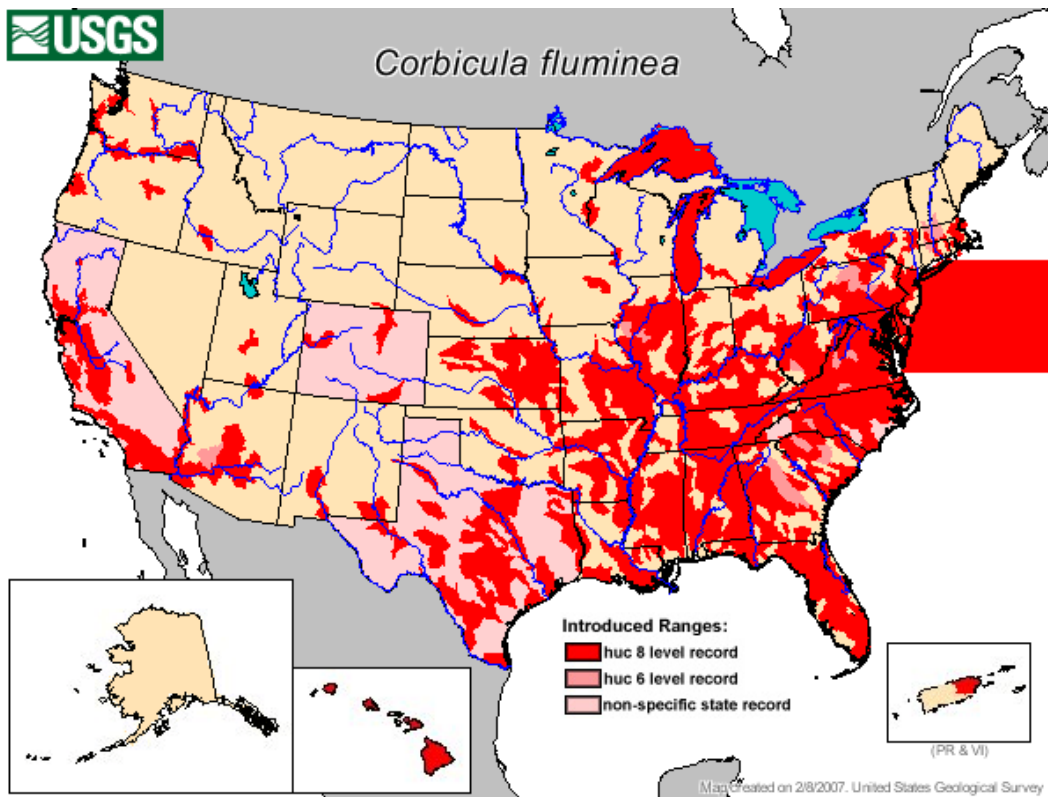 USGS
Corbicula fluminea
Introduced Ranges:
huc 8 level record
huc 6 level record
non-specific state record
(PR & VI)
Map created on 2/8/2007. United States Geological Survey